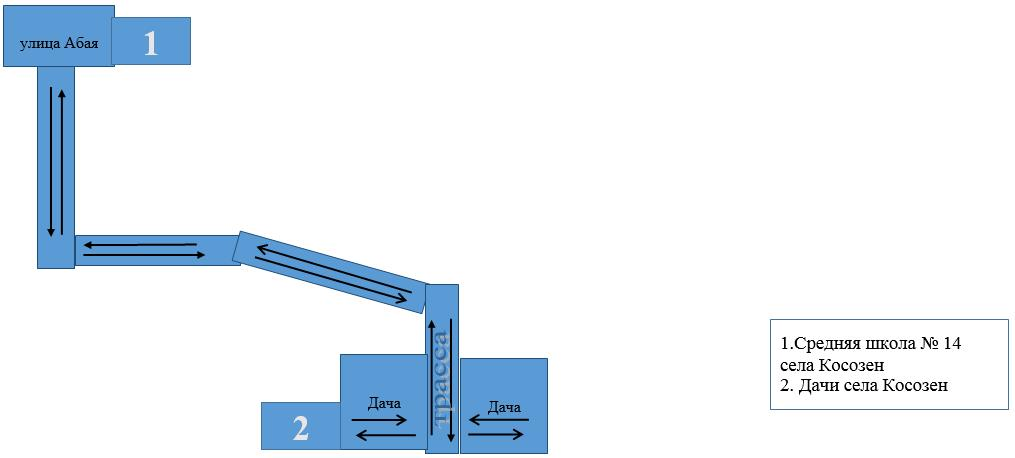 улица Абая
1
трасса
Дача
Дача
2
1.Средняя школа № 14
села Косозен
2. Дачи села Косозен